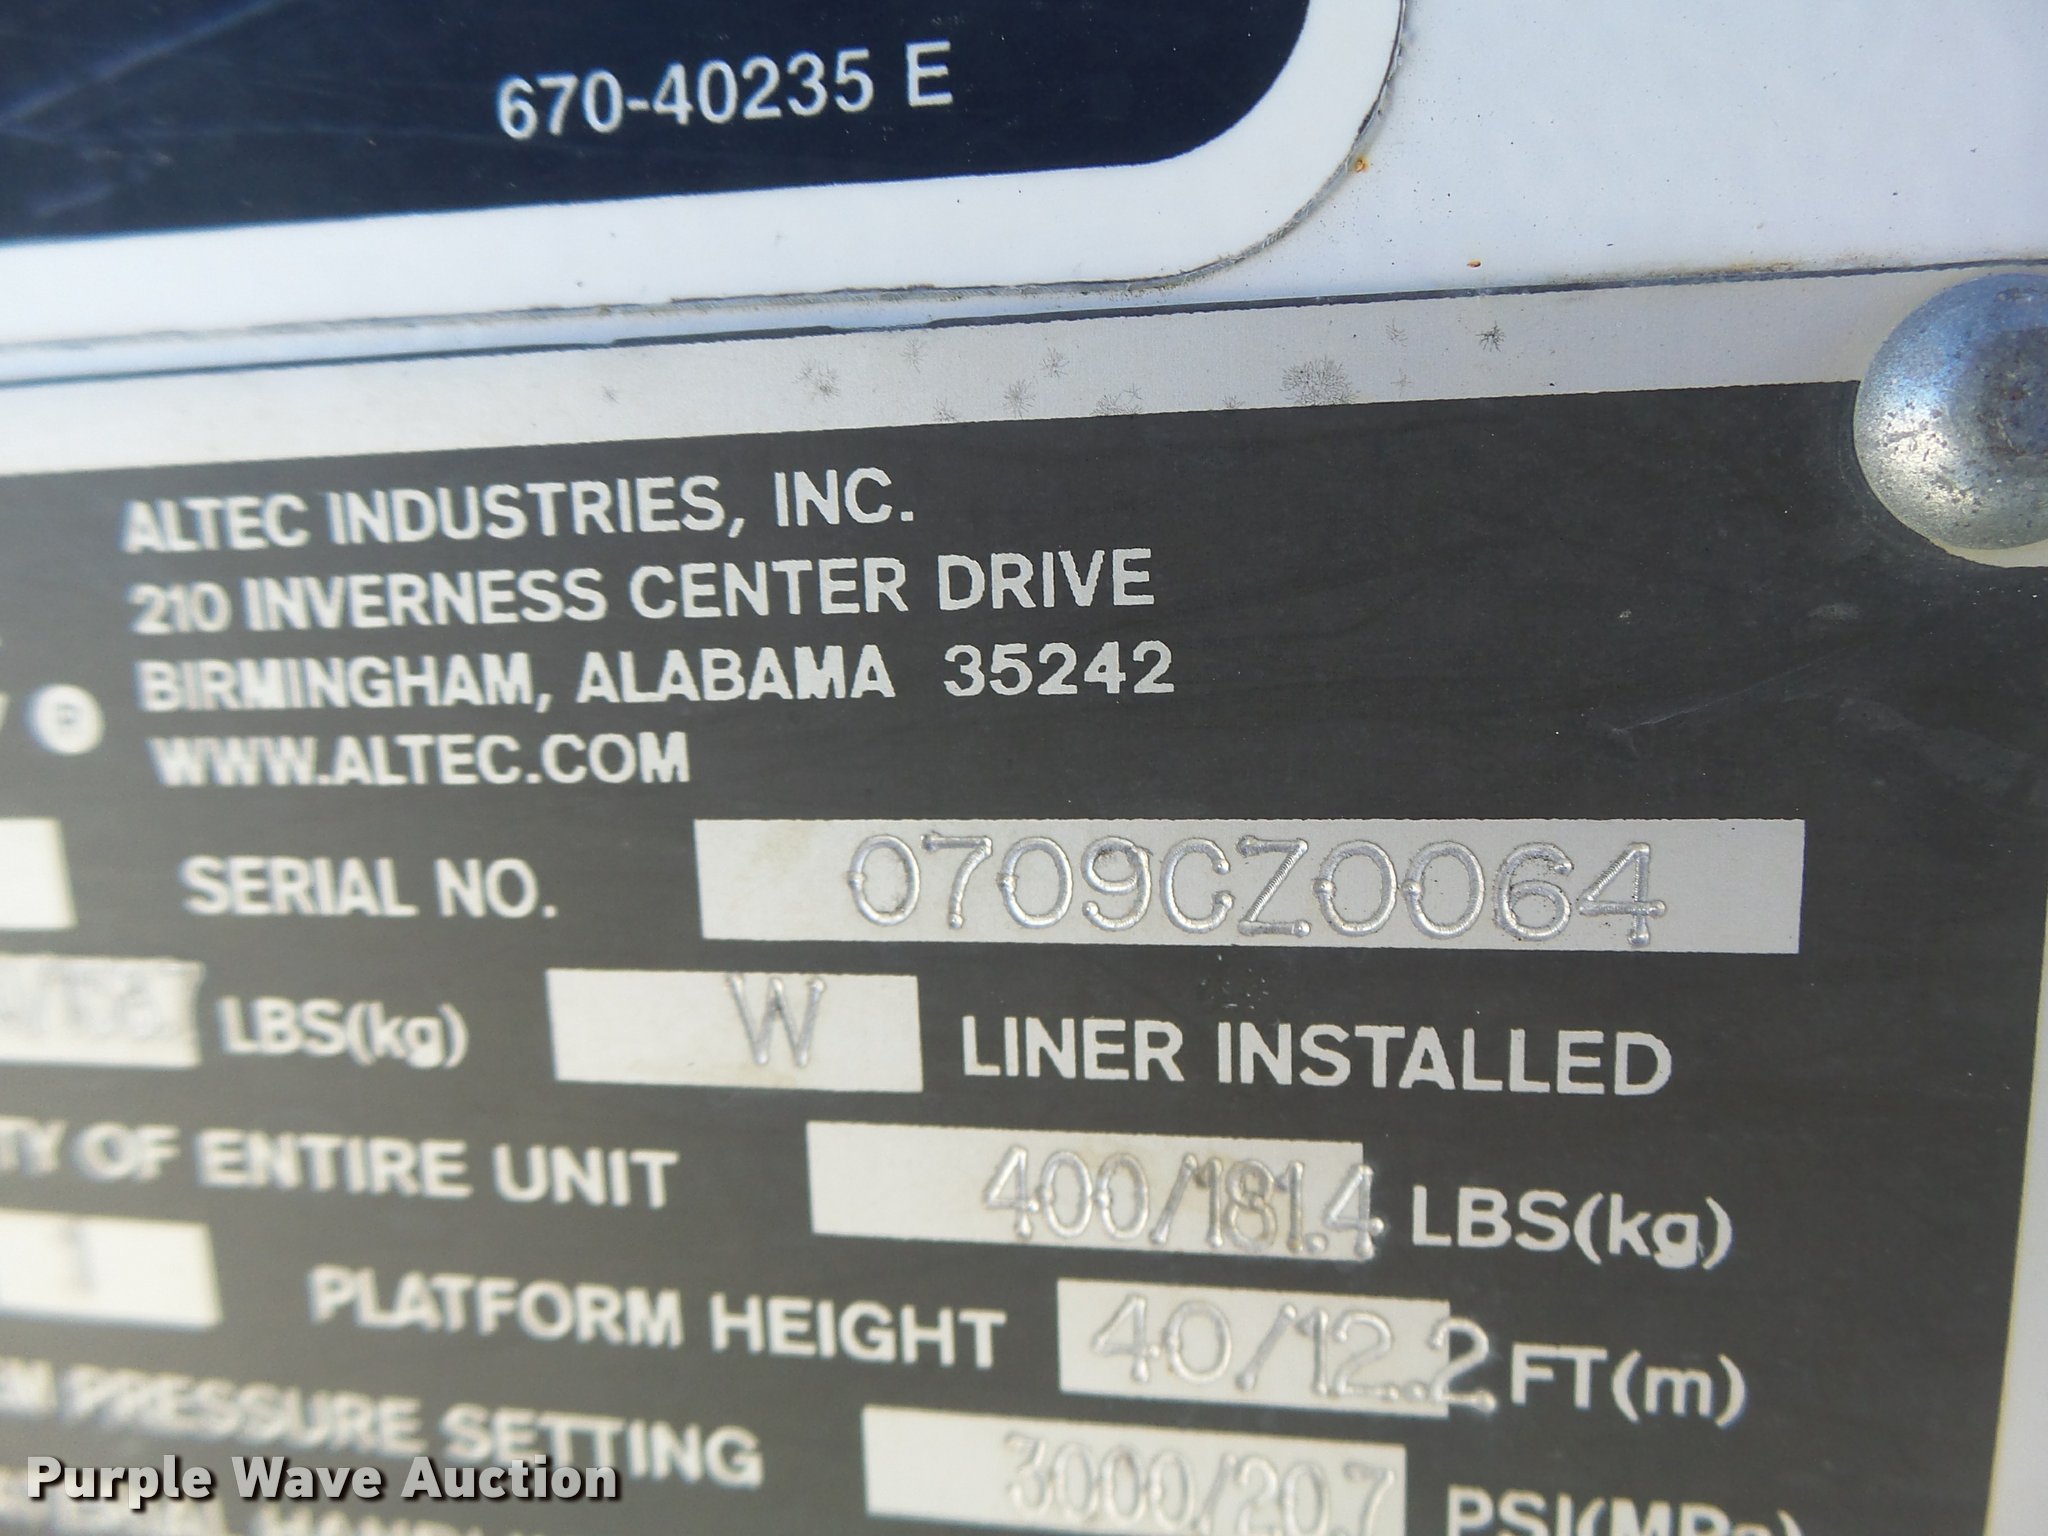 670-40235 E
ALTEC INDUSTRIES, INC.
210 INVERNESS CENTER DRIVE
BIRMINGHAM, ALABAMA 35242
WWW.ALTEC.COM
SERIAL NO. 0709CZ0064
LBS(kg) W LINER INSTALLED
TY OF ENTIRE UNIT 400/181.4 LBS(kg)
1 PLATFORM HEIGHT 40/12.2 FT(m)
PRESSURE SETTING 3000/20.7 PSI(MPa)
Purple Wave Auction